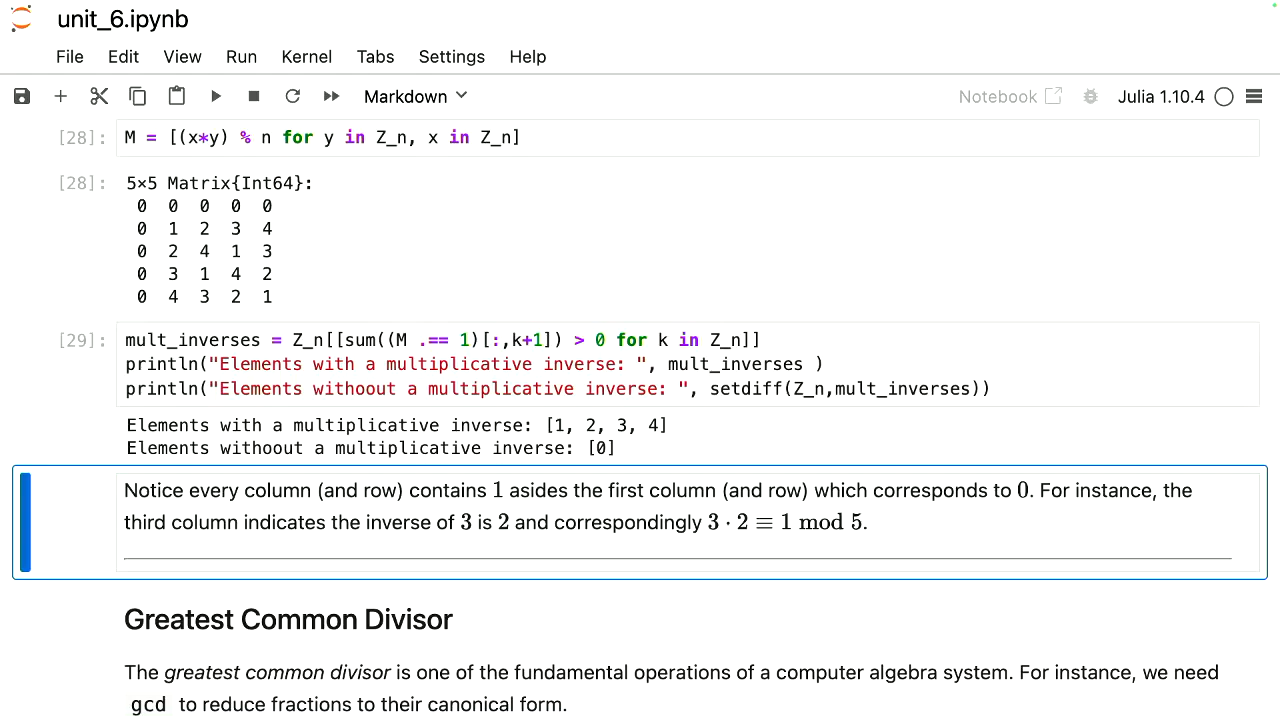 unit_6.ipynb
File Edit View Run Kernel Tabs Settings Help
Markdown Notebook Julia 1.10.4
[28]: M = [(x*y) % n for y in Z_n, x in Z_n]
[28]: 5×5 Matrix{Int64}:
0 0 0 0 0
0 1 2 3 4
0 2 4 1 3
0 3 1 4 2
0 4 3 2 1
[29]: mult_inverses = Z_n[[sum((M .== 1)[:,k+1]) > 0 for k in Z_n]]
println("Elements with a multiplicative inverse: ", mult_inverses )
println("Elements withoout a multiplicative inverse: ", setdiff(Z_n,mult_inverses))
Elements with a multiplicative inverse: [1, 2, 3, 4]
Elements withoout a multiplicative inverse: [0]
Notice every column (and row) contains 1 asides the first column (and row) which corresponds to 0. For instance, the
third column indicates the inverse of 3 is 2 and correspondingly 3 · 2 ≡ 1 mod 5.
Greatest Common Divisor
The greatest common divisor is one of the fundamental operations of a computer algebra system. For instance, we need
gcd to reduce fractions to their canonical form.